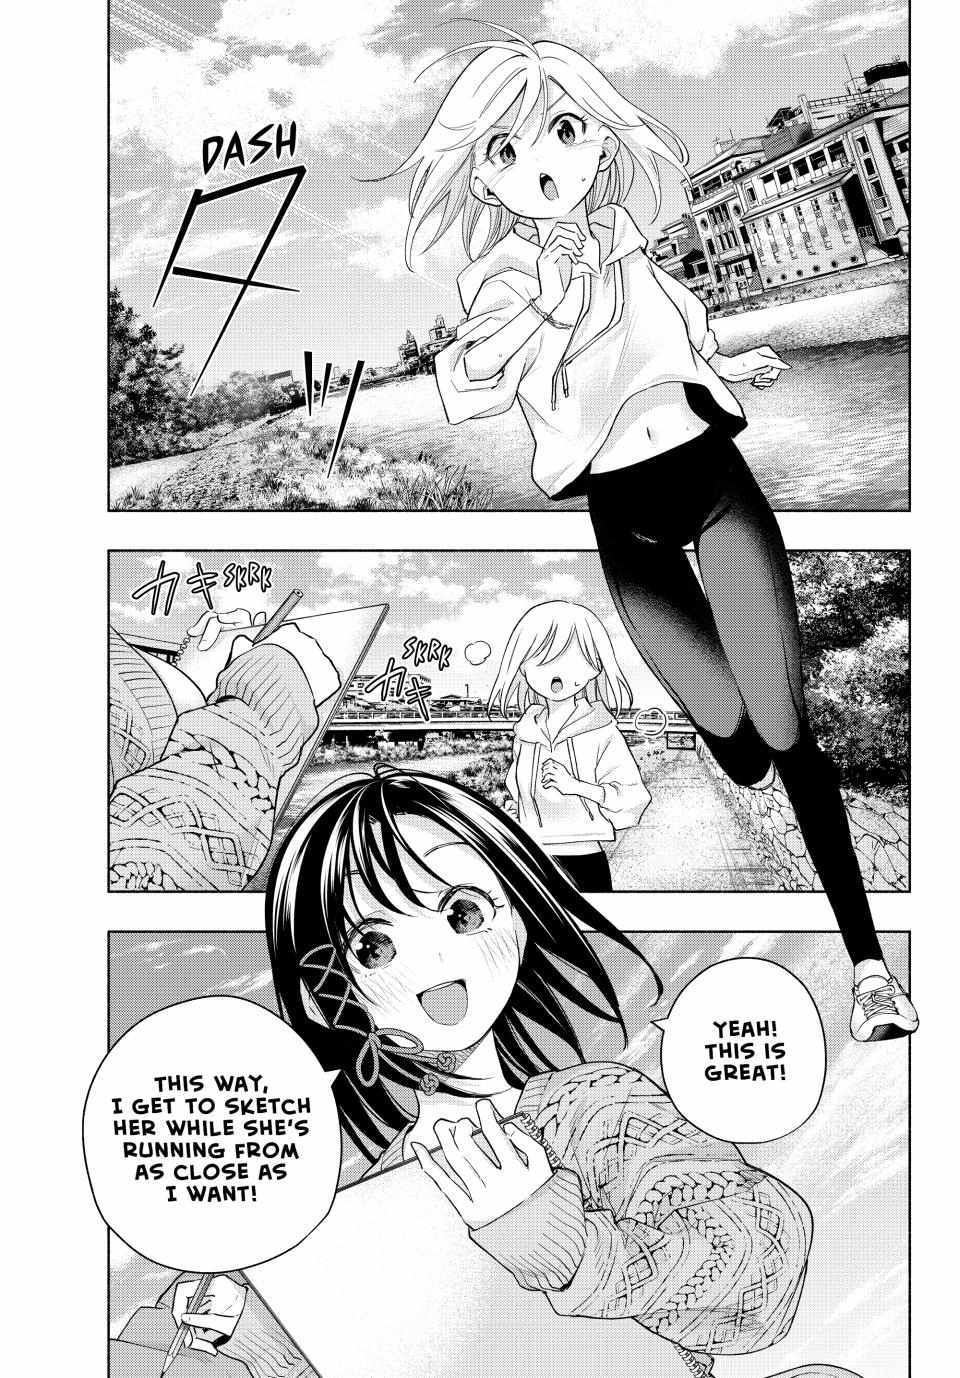 DASH
ダッ
カキ
SKRK
SKRK
カキ
YEAH!
THIS IS
GREAT!
THIS WAY,
I GET TO SKETCH
HER WHILE SHE'S
RUNNING FROM
AS CLOSE AS
I WANT!